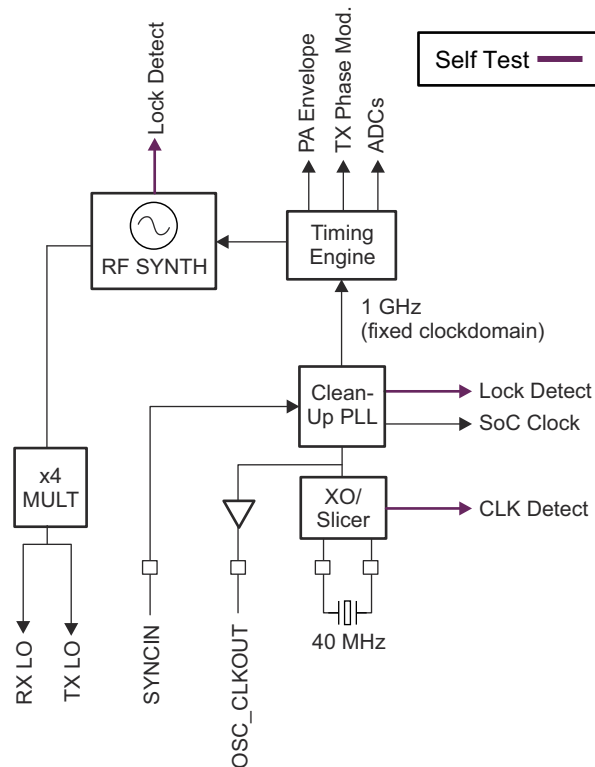 Self Test
Lock Detect
PA Envelope
TX Phase Mod.
ADCs
RF SYNTH
Timing
Engine
1 GHz
(fixed clockdomain)
Clean-
Up PLL
Lock Detect
SoC Clock
x4
MULT
XO/
Slicer
CLK Detect
40 MHz
RX LO
TX LO
SYNCIN
OSC_CLKOUT